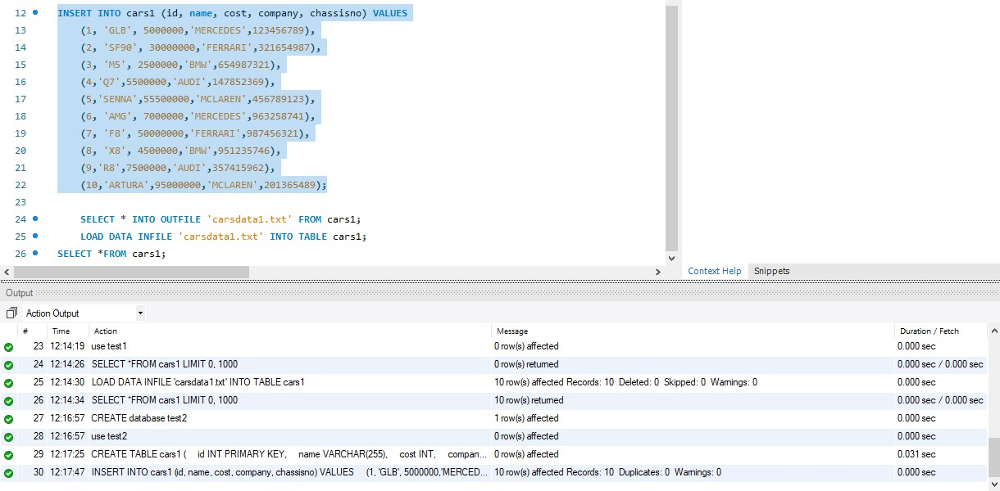 12 INSERT INTO cars1 (id, name, cost, company, chassisno) VALUES
13 (1, 'GLB', 5000000,'MERCEDES',123456789),
14 (2, 'SF90', 30000000,'FERRARI',321654987),
15 (3, 'M5', 2500000,'BMW',654987321),
16 (4,'Q7',5500000,'AUDI',147852369),
17 (5,'SENNA',55500000,'MCLAREN',456789123),
18 (6, 'AMG', 7000000,'MERCEDES',963258741),
19 (7, 'F8', 50000000,'FERRARI',987456321),
20 (8, 'X8', 4500000,'BMW',951235746),
21 (9,'R8',7500000,'AUDI',357415962),
22 (10,'ARTURA',95000000,'MCLAREN',201365489);
23
24 SELECT * INTO OUTFILE 'carsdata1.txt' FROM cars1;
25 LOAD DATA INFILE 'carsdata1.txt' INTO TABLE cars1;
26 SELECT *FROM cars1;
Context Help Snippets
Output
Action Output
# Time Action Message Duration / Fetch
23 12:14:19 use test1 0 row(s) affected 0.000 sec
24 12:14:26 SELECT *FROM cars1 LIMIT 0, 1000 0 row(s) returned 0.000 sec / 0.000 sec
25 12:14:30 LOAD DATA INFILE 'carsdata1.txt' INTO TABLE cars1 10 row(s) affected Records: 10 Deleted: 0 Skipped: 0 Warnings: 0 0.000 sec
26 12:14:34 SELECT *FROM cars1 LIMIT 0, 1000 10 row(s) returned 0.000 sec / 0.000 sec
27 12:16:57 CREATE database test2 1 row(s) affected 0.000 sec
28 12:16:57 use test2 0 row(s) affected 0.000 sec
29 12:17:25 CREATE TABLE cars1 ( id INT PRIMARY KEY, name VARCHAR(255), cost INT, compan... 0 row(s) affected 0.031 sec
30 12:17:47 INSERT INTO cars1 (id, name, cost, company, chassisno) VALUES (1, 'GLB', 5000000,'MERCED... 10 row(s) affected Records: 10 Duplicates: 0 Warnings: 0 0.000 sec